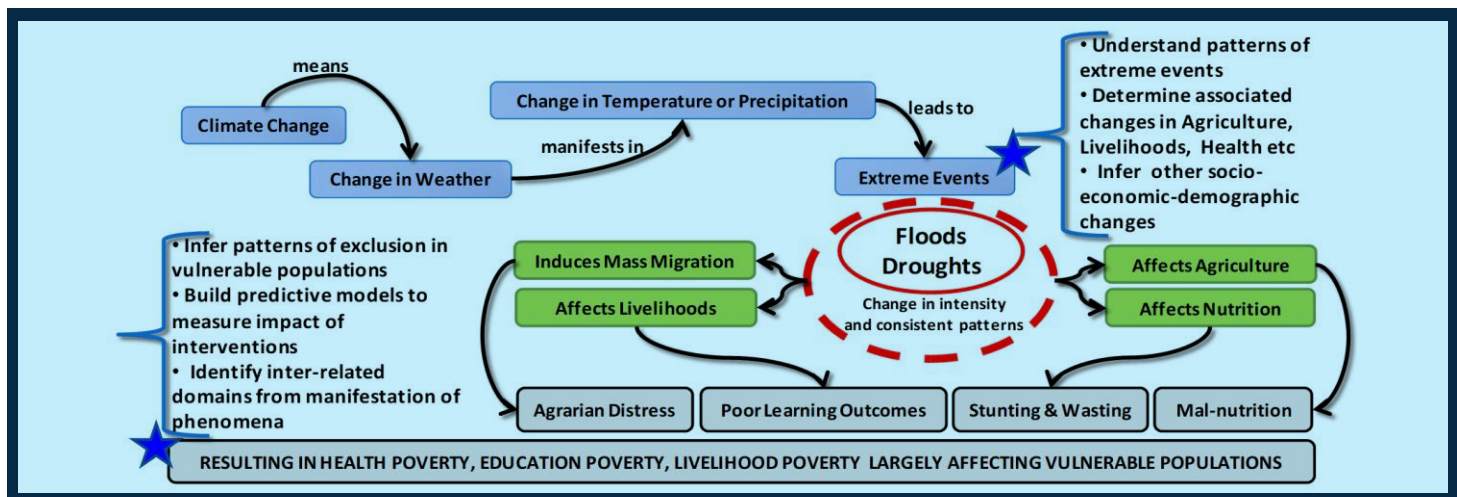 means
Climate Change
Change in Weather
manifests in
Change in Temperature or Precipitation
leads to
Extreme Events
• Understand patterns of
extreme events
• Determine associated
changes in Agriculture,
Livelihoods, Health etc
• Infer other socio-
economic-demographic
changes
• Infer patterns of exclusion in
vulnerable populations
• Build predictive models to
measure impact of
interventions
• Identify inter-related
domains from manifestation of
phenomena
Induces Mass Migration
Affects Livelihoods
Floods
Droughts
Change in intensity
and consistent patterns
Affects Agriculture
Affects Nutrition
Agrarian Distress
Poor Learning Outcomes
Stunting & Wasting
Mal-nutrition
RESULTING IN HEALTH POVERTY, EDUCATION POVERTY, LIVELIHOOD POVERTY LARGELY AFFECTING VULNERABLE POPULATIONS